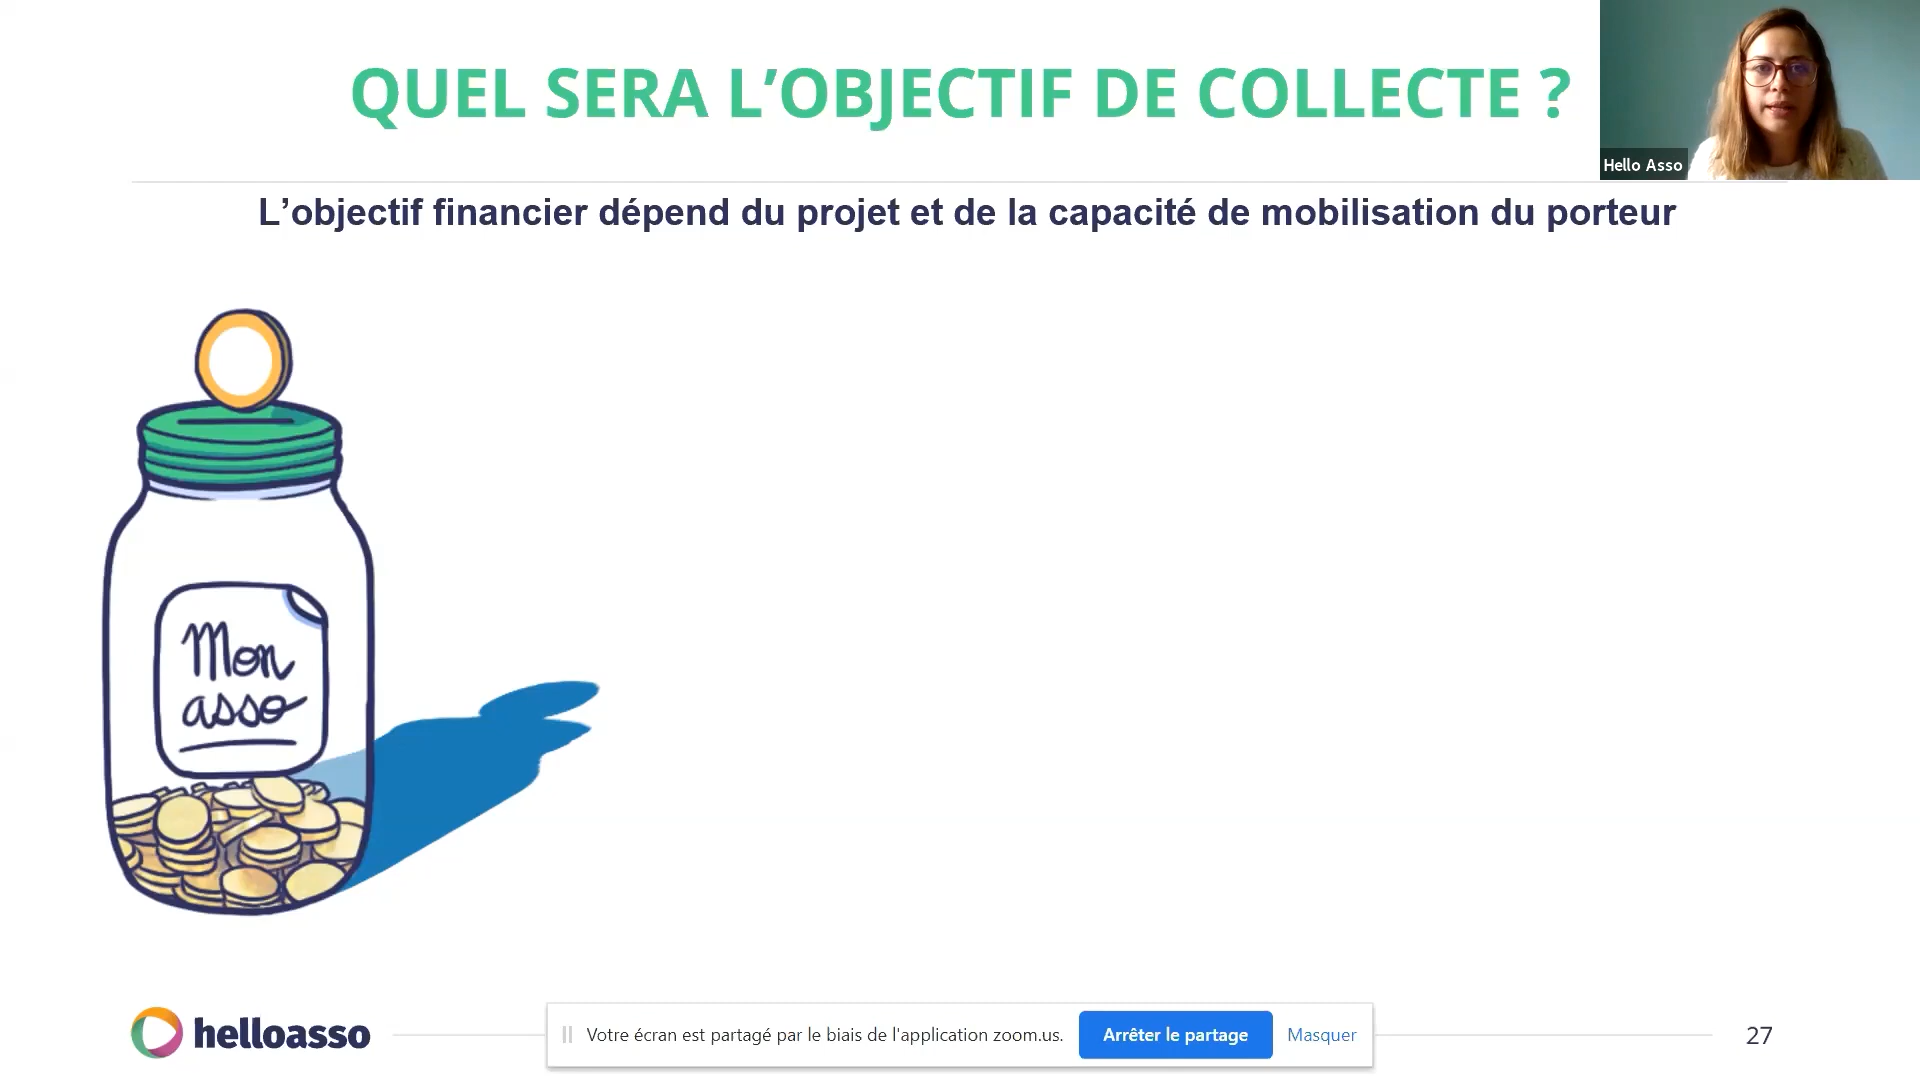 QUEL SERA L’OBJECTIF DE COLLECTE ?
Hello Asso
L’objectif financier dépend du projet et de la capacité de mobilisation du porteur
Mon
asso
helloasso
Votre écran est partagé par le biais de l'application zoom.us.
Arrêter le partage
Masquer
27